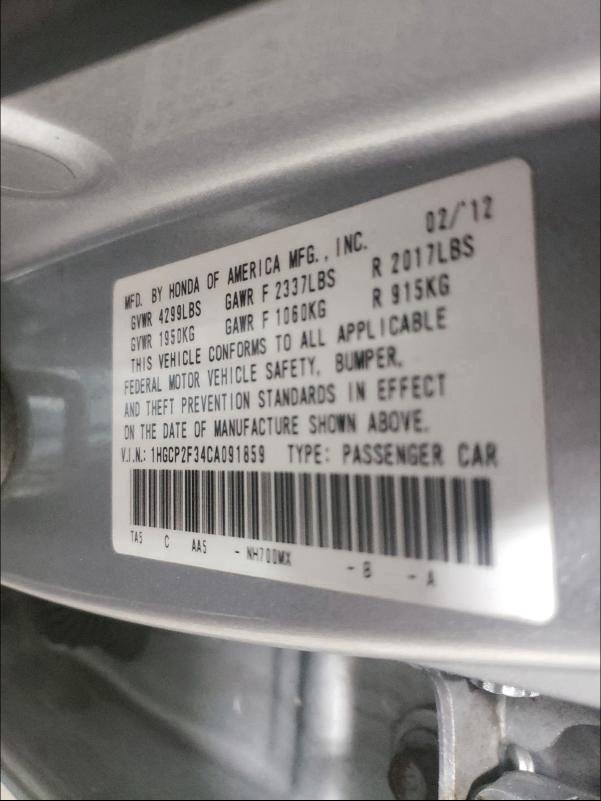 MFD. BY HONDA OF AMERICA MFG., INC. 02/'12
GVWR 4299LBS GAWR F 2337LBS R 2017LBS
GVWR 1950KG GAWR F 1060KG R 915KG
THIS VEHICLE CONFORMS TO ALL APPLICABLE
FEDERAL MOTOR VEHICLE SAFETY, BUMPER,
AND THEFT PREVENTION STANDARDS IN EFFECT
ON THE DATE OF MANUFACTURE SHOWN ABOVE.
V.I.N.: 1HGCP2F34CA091859 TYPE: PASSENGER CAR
TA5 C AA5 - NH700MX - B - A